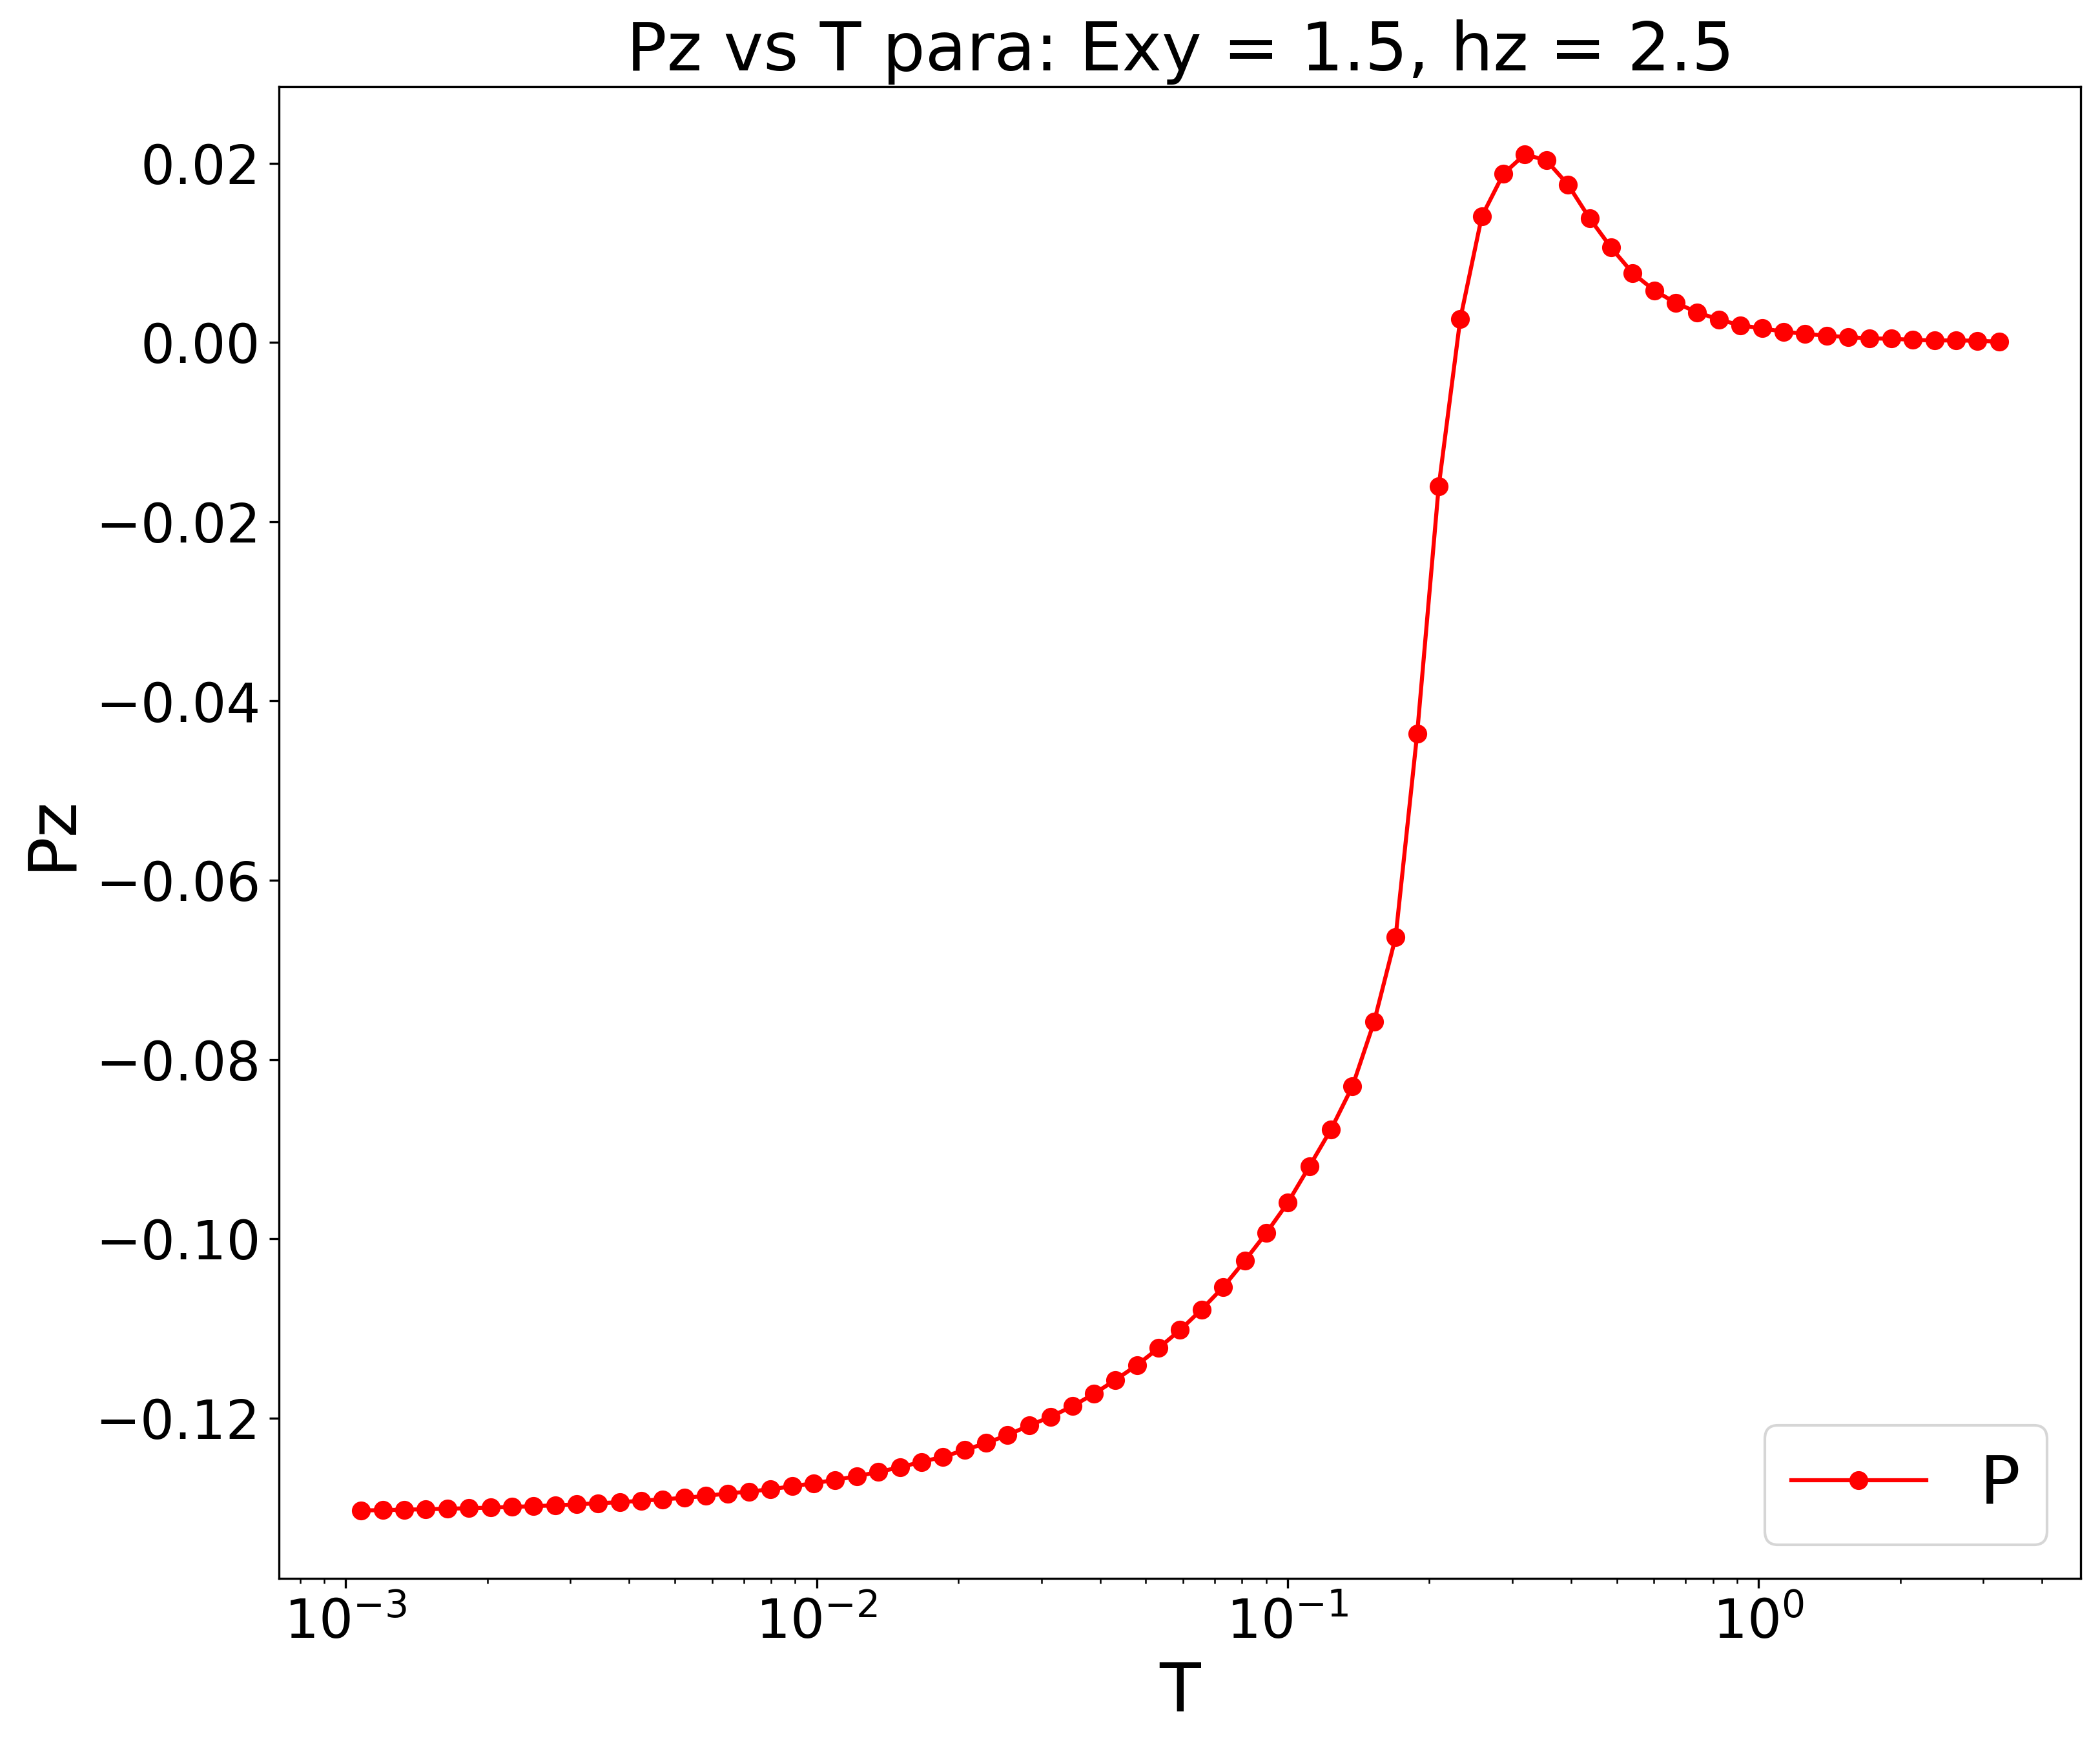 Pz vs T para: Exy = 1.5, hz = 2.5
0.02
0.00
−0.02
−0.04
−0.06
−0.08
−0.10
−0.12
Pz
P
10⁻³ 10⁻² 10⁻¹ 10⁰
T